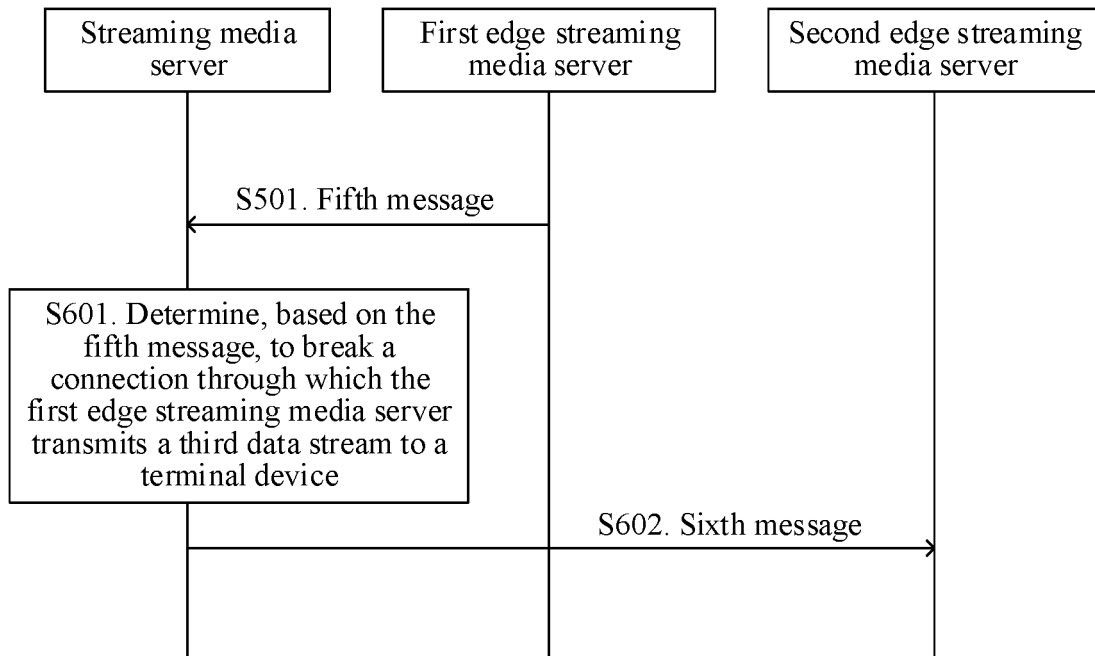 Streaming media
server
First edge streaming
media server
Second edge streaming
media server
S501. Fifth message
S601. Determine, based on the
fifth message, to break a
connection through which the
first edge streaming media server
transmits a third data stream to a
terminal device
S602. Sixth message